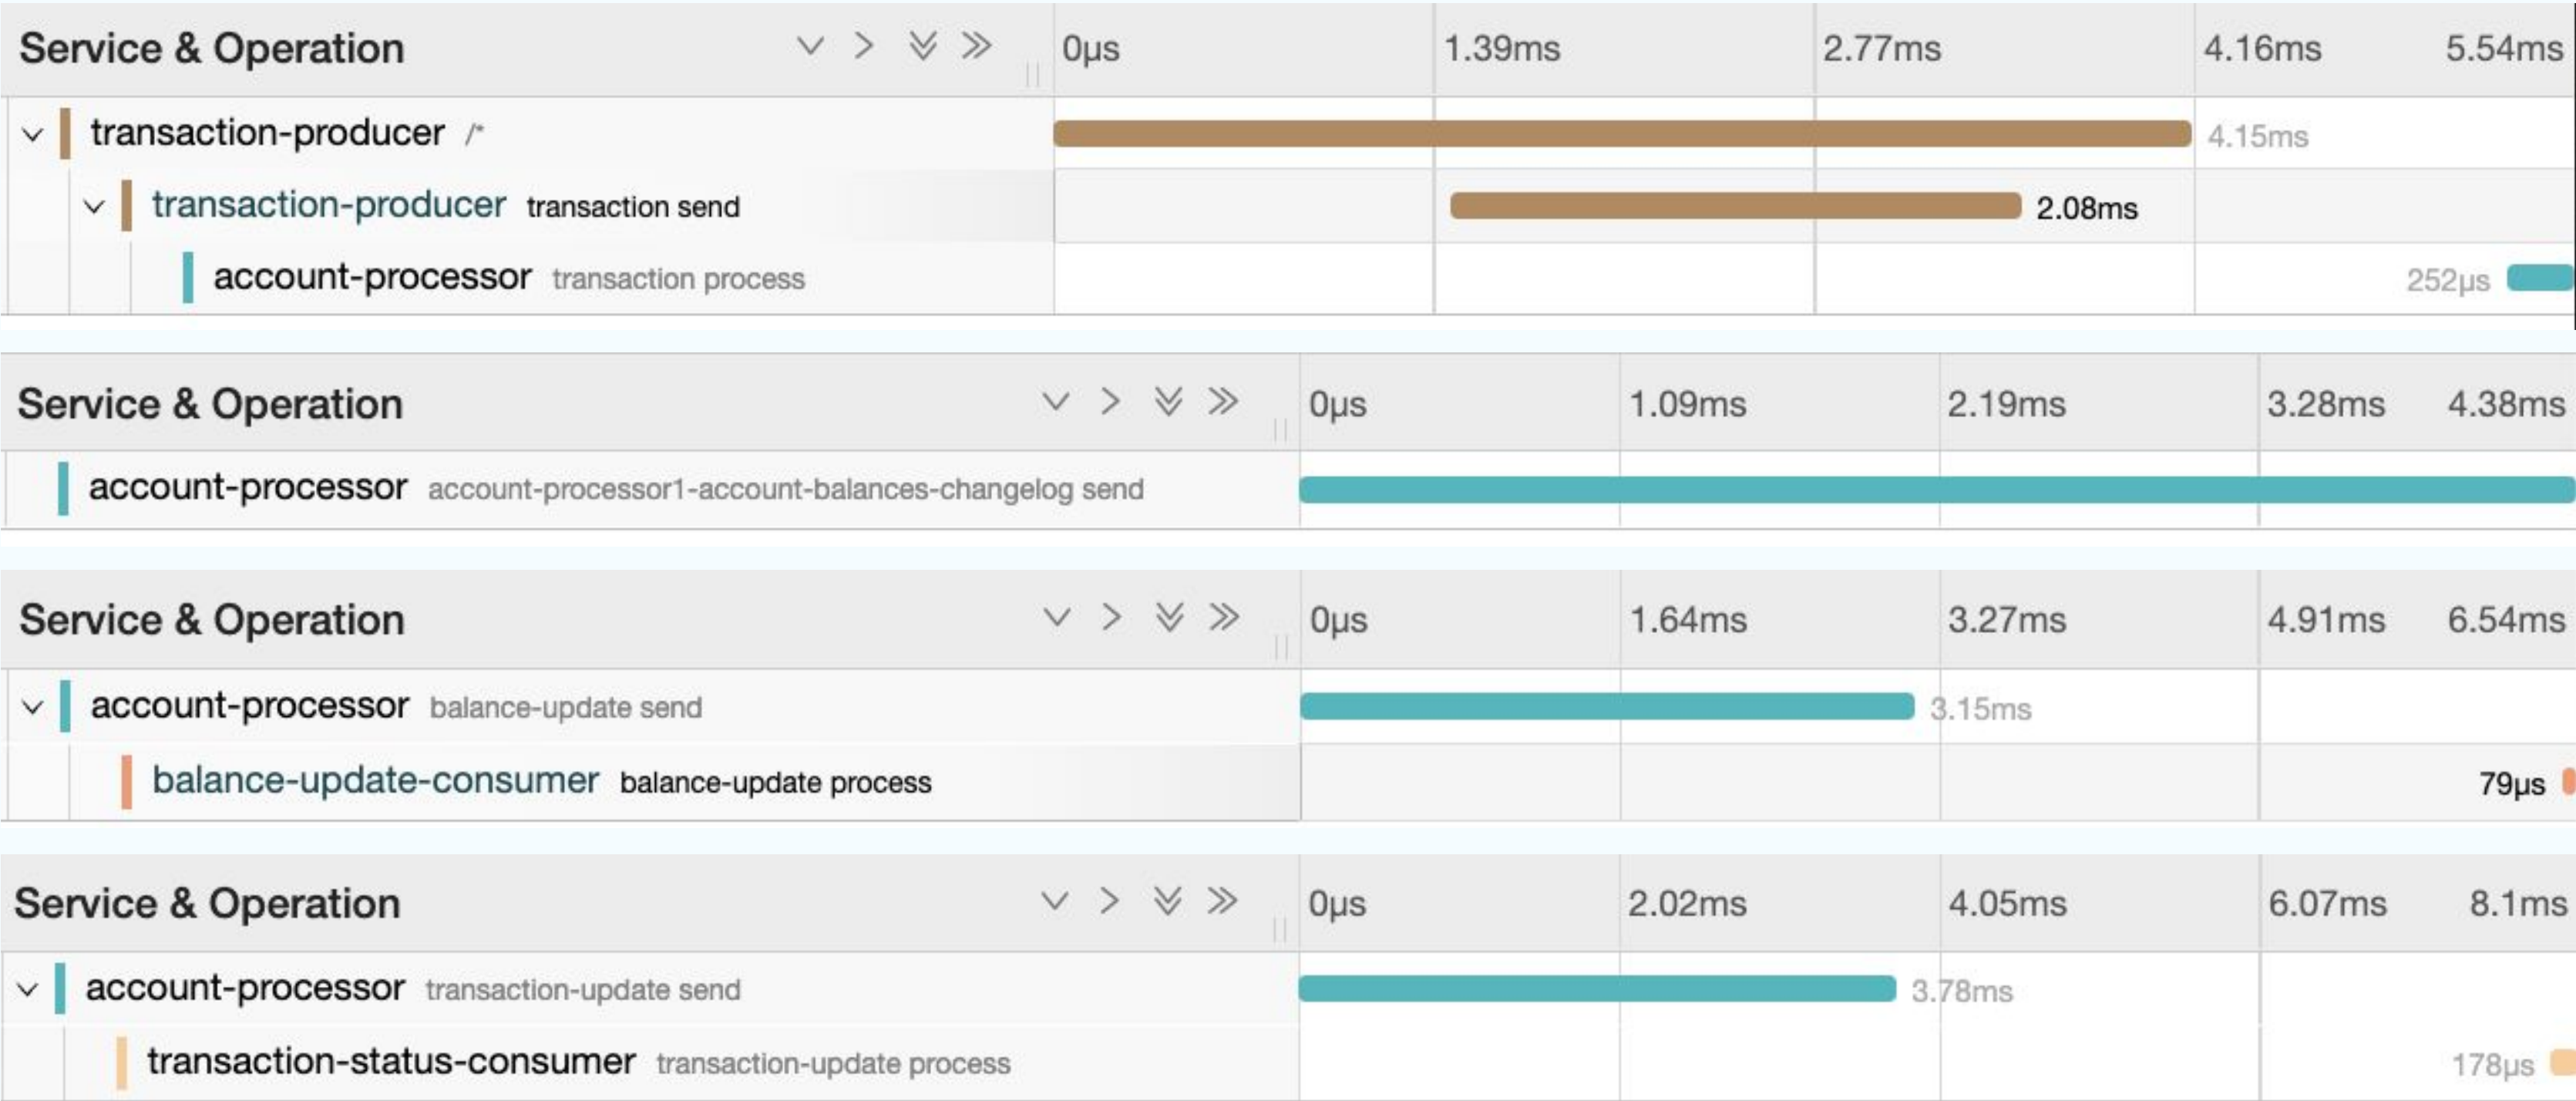 Service & Operation 0μs 1.39ms 2.77ms 4.16ms 5.54ms
transaction-producer /* 4.15ms
transaction-producer transaction send 2.08ms
account-processor transaction process 252μs
Service & Operation 0μs 1.09ms 2.19ms 3.28ms 4.38ms
account-processor account-processor1-account-balances-changelog send
Service & Operation 0μs 1.64ms 3.27ms 4.91ms 6.54ms
account-processor balance-update send 3.15ms
balance-update-consumer balance-update process 79μs
Service & Operation 0μs 2.02ms 4.05ms 6.07ms 8.1ms
account-processor transaction-update send 3.78ms
transaction-status-consumer transaction-update process 178μs